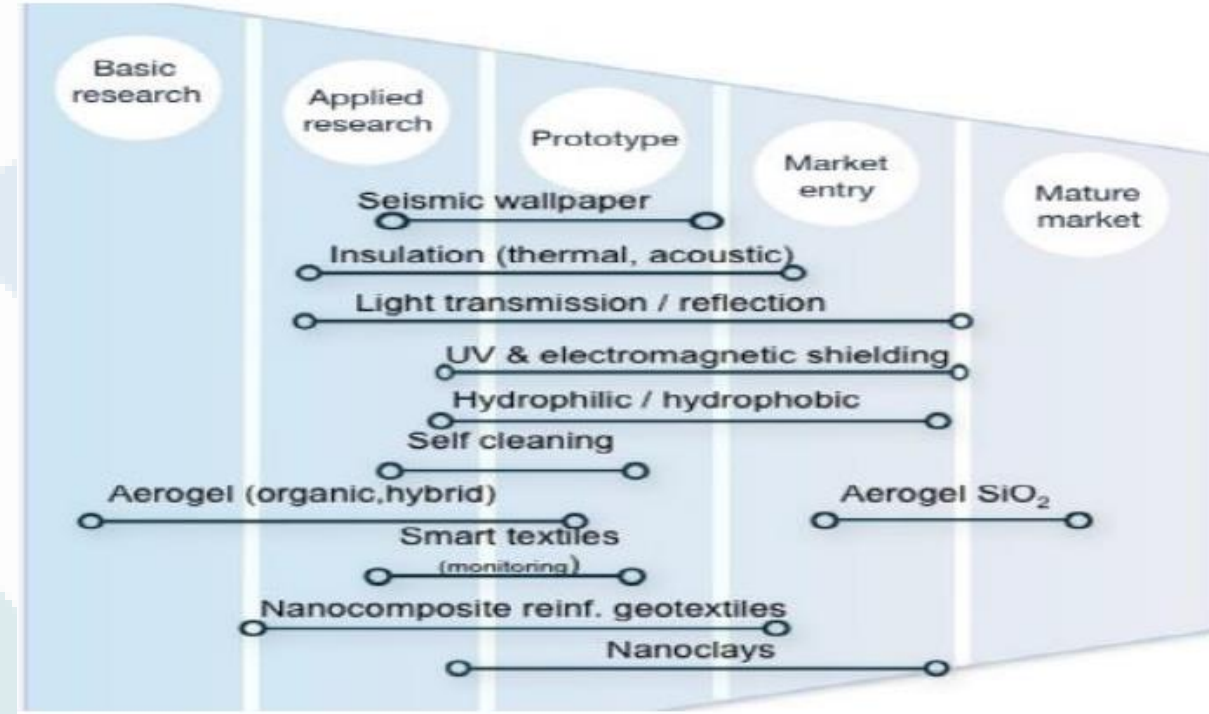 Basic
research
Applied
research
Prototype
Market
entry
Mature
market
Seismic wallpaper
Insulation (thermal, acoustic)
Light transmission / reflection
UV & electromagnetic shielding
Hydrophilic / hydrophobic
Self cleaning
Aerogel (organic,hybrid)
Aerogel SiO₂
Smart textiles
(monitoring)
Nanocomposite reinf. geotextiles
Nanoclays